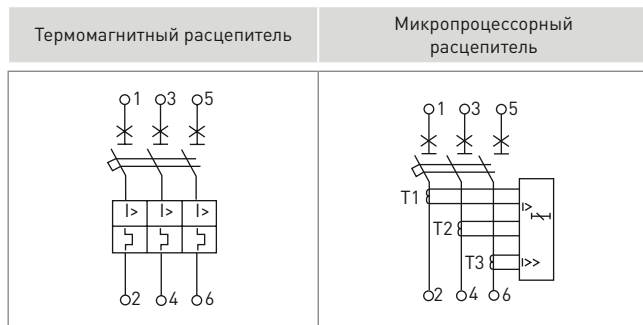 Термомагнитный расцепитель
Микропроцессорный
расцепитель
1 3 5
I> I> I>
2 4 6
1 3 5
T1
I>
T2
T3
I>>
2 4 6